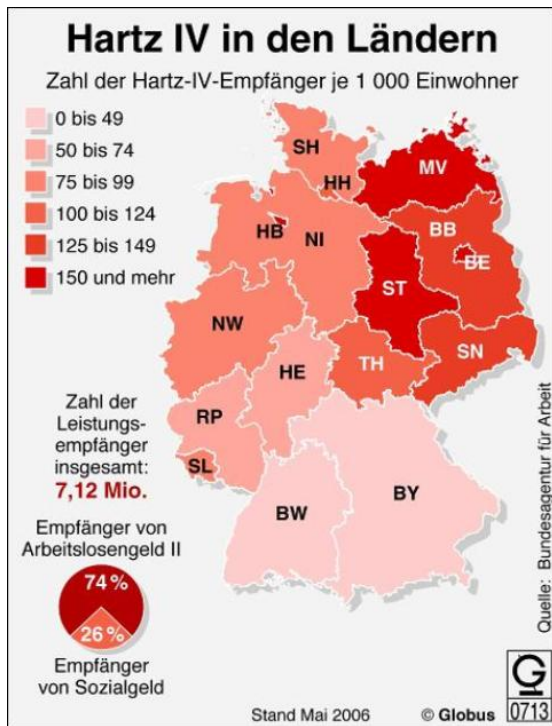 Hartz IV in den Ländern
Zahl der Hartz-IV-Empfänger je 1 000 Einwohner
0 bis 49
50 bis 74
75 bis 99
100 bis 124
125 bis 149
150 und mehr
SH
HH
MV
HB
NI
BB
BE
ST
NW
TH
SN
HE
RP
SL
BW
BY
Zahl der
Leistungs-
empfänger
insgesamt:
7,12 Mio.
Empfänger von
Arbeitslosengeld II
74 %
26 %
Empfänger
von Sozialgeld
Stand Mai 2006
© Globus
Quelle: Bundesagentur für Arbeit
G
0713